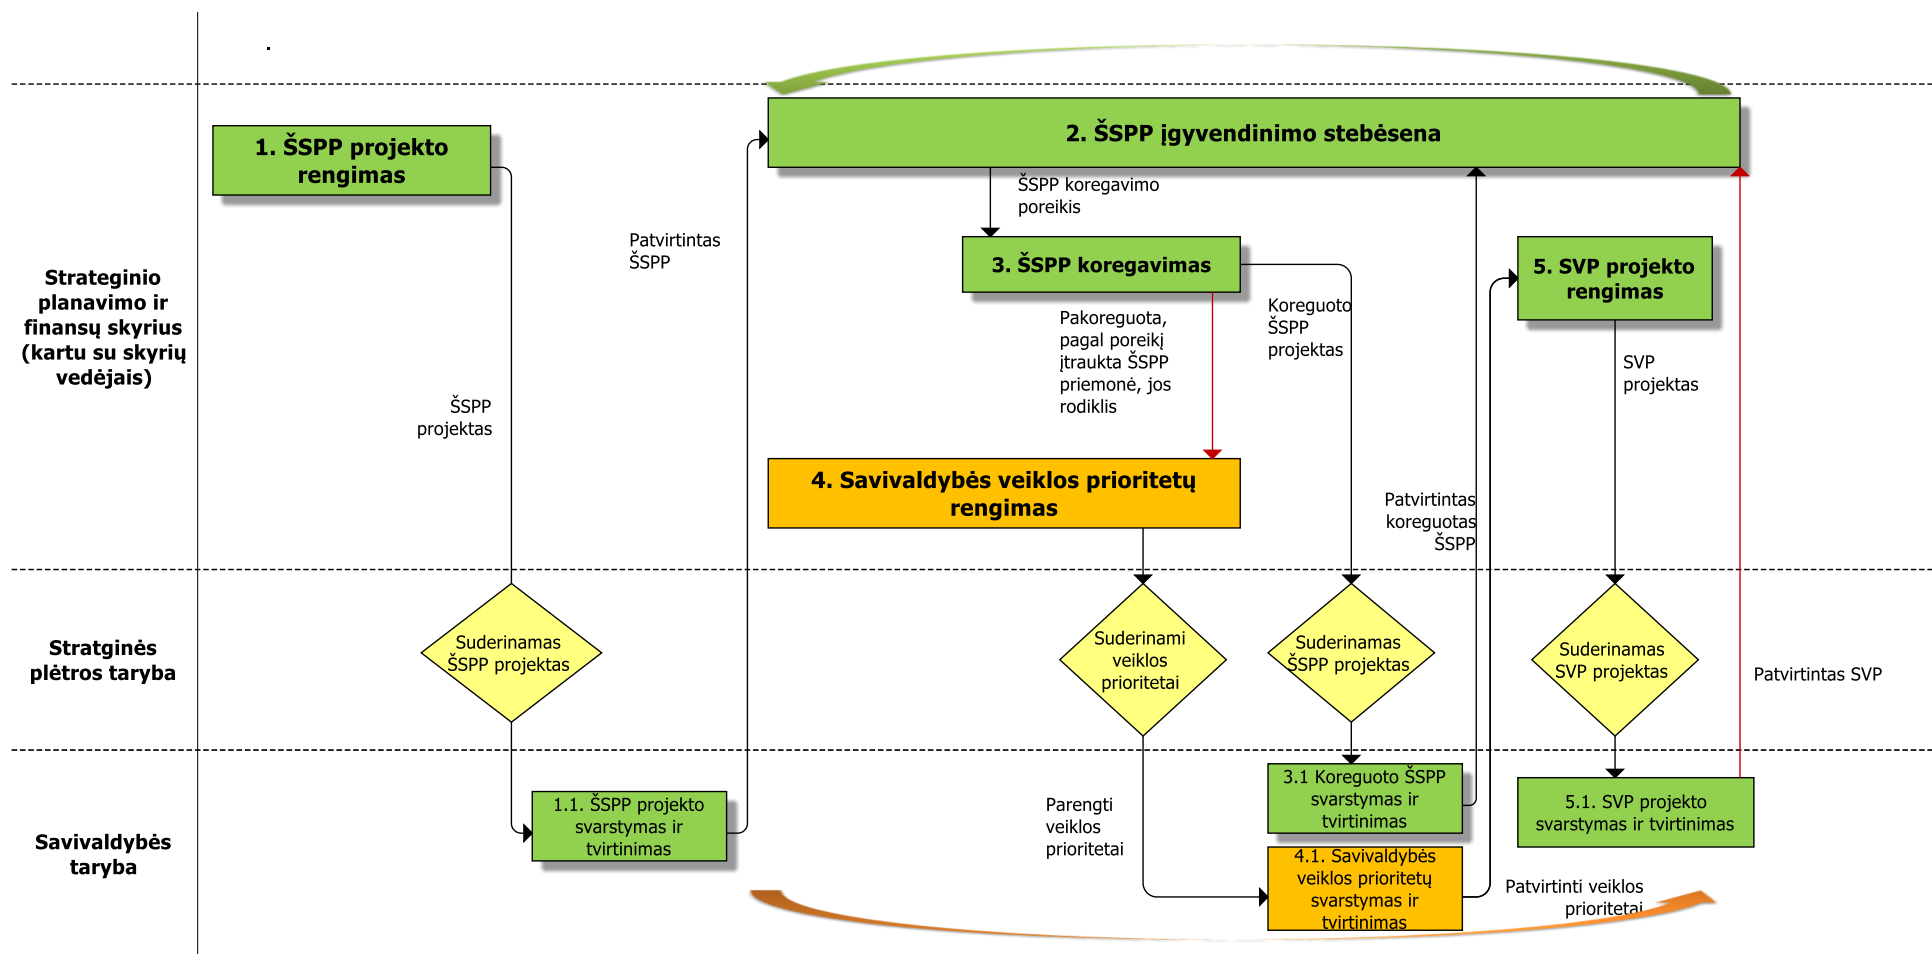 2. ŠSPP įgyvendinimo stebėsena
1. ŠSPP projekto
rengimas
ŠSPP koregavimo
poreikis
Patvirtintas
ŠSPP
3. ŠSPP koregavimas
5. SVP projekto
rengimas
Strateginio
planavimo ir
finansų skyrius
(kartu su skyrių
vedėjais)
Pakoreguota,
pagal poreikį
įtraukta ŠSPP
priemonė, jos
rodiklis
Koreguoto
ŠSPP
projektas
SVP
projektas
ŠSPP
projektas
4. Savivaldybės veiklos prioritetų
rengimas
Patvirtintas
koreguotas
ŠSPP
Stratginės
plėtros taryba
Suderinamas
ŠSPP projektas
Suderinami
veiklos
prioritetai
Suderinamas
ŠSPP projektas
Suderinamas
SVP projektas
Patvirtintas SVP
Savivaldybės
taryba
1.1. ŠSPP projekto
svarstymas ir
tvirtinimas
Parengti
veiklos
prioritetai
3.1 Koreguoto ŠSPP
svarstymas ir
tvirtinimas
5.1. SVP projekto
svarstymas ir tvirtinimas
4.1. Savivaldybės
veiklos prioritetų
svarstymas ir
tvirtinimas
Patvirtinti veiklos
prioritetai